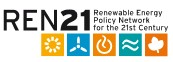 REN21
Renewable Energy
Policy Network
for the 21st Century